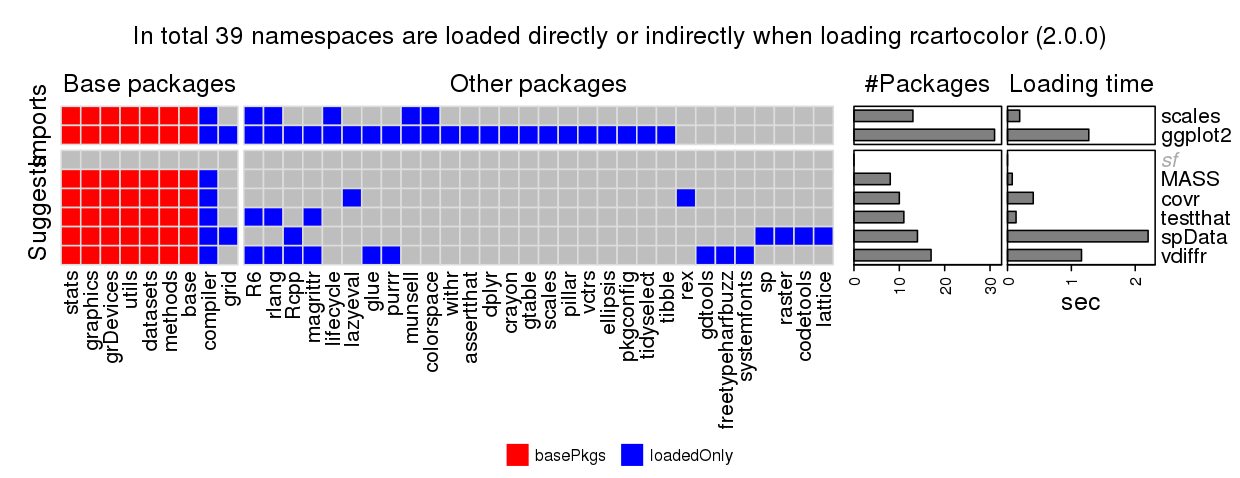 In total 39 namespaces are loaded directly or indirectly when loading rcartocolor (2.0.0)
Base packages
Other packages
#Packages
Loading time
Imports
scales
ggplot2
Suggests
sf
MASS
covr
testthat
spData
vdiffr
stats
graphics
grDevices
utils
datasets
methods
base
compiler
grid
R6
rlang
Rcpp
magrittr
lifecycle
lazyeval
glue
purrr
munsell
colorspace
withr
assertthat
dplyr
crayon
gtable
scales
pillar
vctrs
ellipsis
pkgconfig
tidyselect
tibble
rex
gdtools
freetypeharfbuzz
systemfonts
sp
raster
codetools
lattice
0
10
20
30
0
1
2
sec
basePkgs
loadedOnly